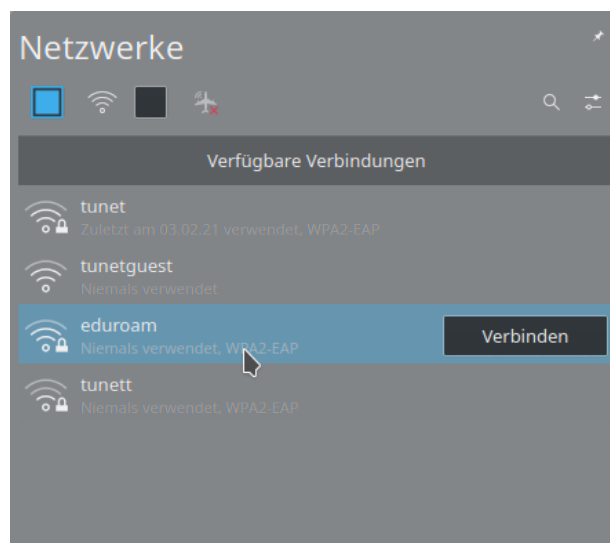 Netzwerke
Verfügbare Verbindungen
tunet
Zuletzt am 03.02.21 verwendet, WPA2-EAP
tunetguest
Niemals verwendet
eduroam
Niemals verwendet, WPA2-EAP
Verbinden
tunett
Niemals verwendet, WPA2-EAP